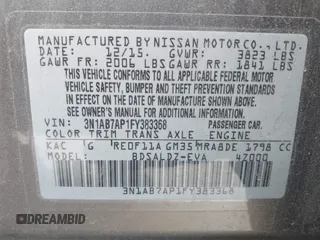 MANUFACTURED BY NISSAN MOTOR CO., LTD.
DATE: 12/15. GVWR: 3823 LBS
GAWR FR: 2006 LBS GAWR RR: 1841 LBS
THIS VEHICLE CONFORMS TO ALL APPLICABLE FEDERAL
MOTOR VEHICLE SAFETY, BUMPER AND THEFT PREVENTION
STANDARDS IN EFFECT ON THE DATE OF
MANUFACTURE SHOWN ABOVE. SEE OWNER'S
MANUAL FOR ADDITIONAL INFORMATION.
VIN: 3N1AB7AP1FY383368 PASSENGER CAR.
COLOR TRIM TRANS AXLE ENGINE
KAC G RE0F11A GM35 MRA8DE 1798 CC
MODEL: BDSALDZ-EVA 47000
3N1AB7AP1FY383368